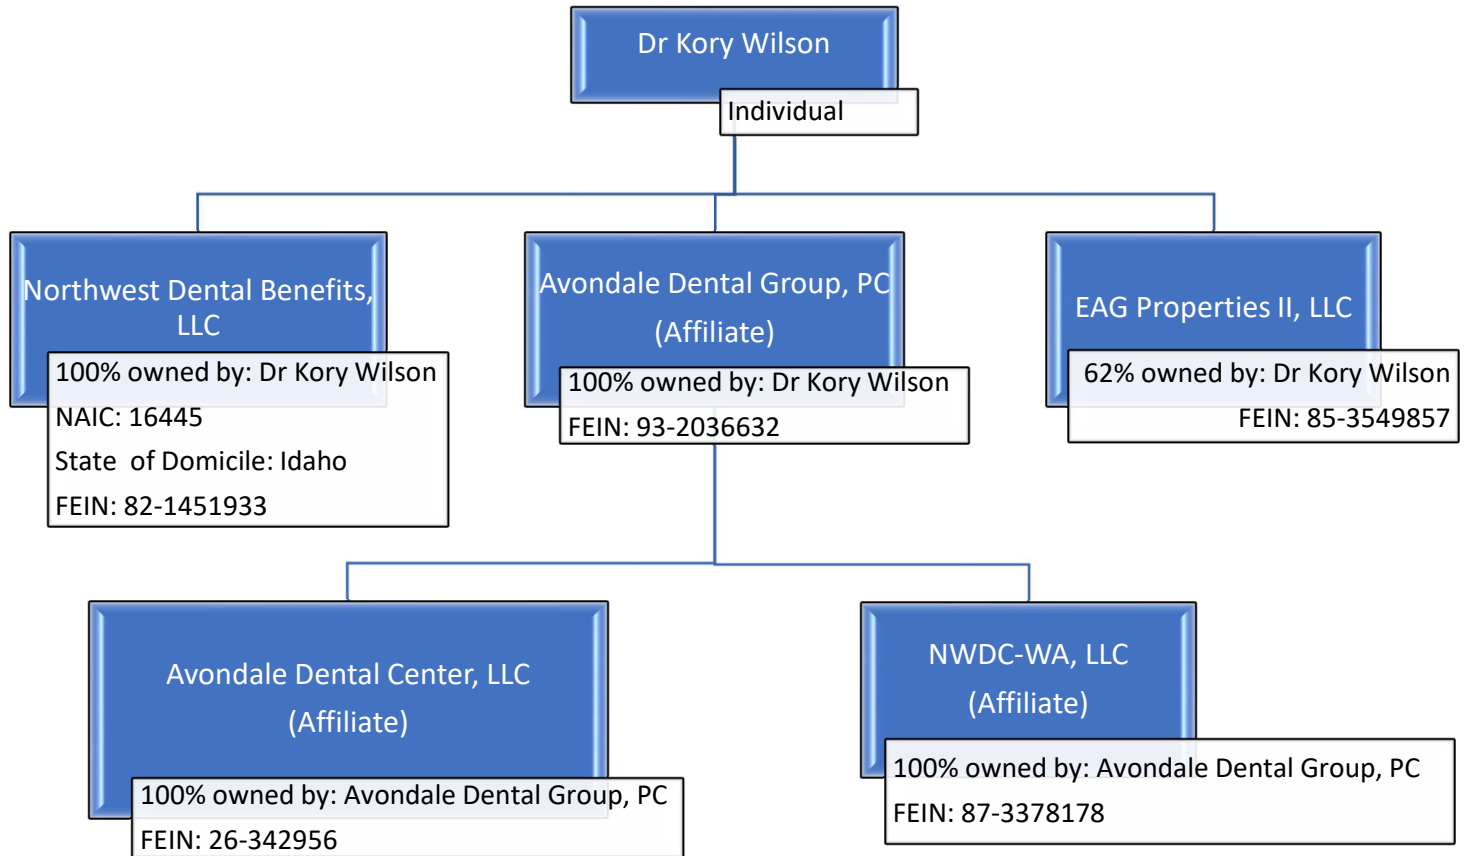 Dr Kory Wilson
Individual
Northwest Dental Benefits,
LLC
100% owned by: Dr Kory Wilson
NAIC: 16445
State of Domicile: Idaho
FEIN: 82-1451933
Avondale Dental Group, PC
(Affiliate)
100% owned by: Dr Kory Wilson
FEIN: 93-2036632
EAG Properties II, LLC
62% owned by: Dr Kory Wilson
FEIN: 85-3549857
Avondale Dental Center, LLC
(Affiliate)
100% owned by: Avondale Dental Group, PC
FEIN: 26-342956
NWDC-WA, LLC
(Affiliate)
100% owned by: Avondale Dental Group, PC
FEIN: 87-3378178